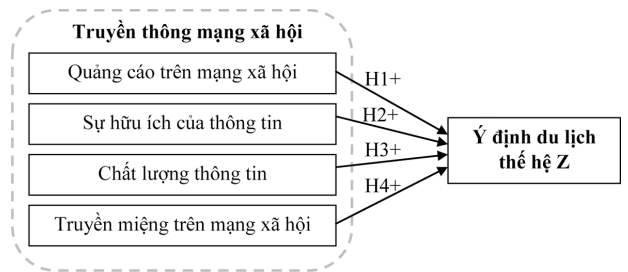 Truyền thông mạng xã hội
Quảng cáo trên mạng xã hội
Sự hữu ích của thông tin
Chất lượng thông tin
Truyền miệng trên mạng xã hội
H1+
H2+
H3+
H4+
Ý định du lịch
thế hệ Z